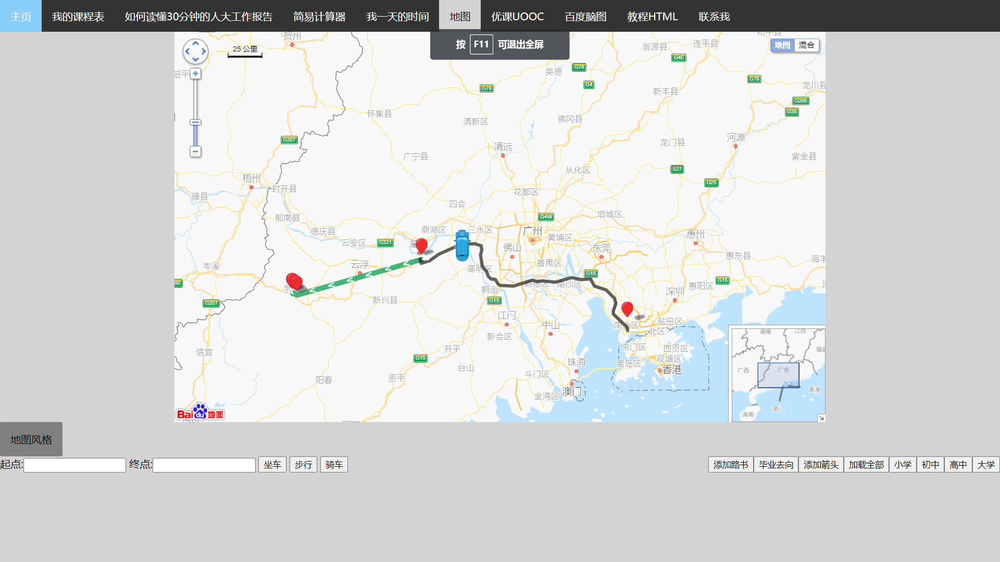 主页 我的课程表 如何读懂30分钟的人大工作报告 简易计算器 我一天的时间 地图 优课UOOC 百度脑图 教程HTML 联系我
按 F11 可退出全屏
25 公里
地图 混合
贺州
翁源县
连平县
G4E
昭平
英德
G78
G4
G78
G78
龙川县
新丰县
G205
G35
怀集县
清新区
佛冈县
G207
清远
龙门县
河源
广宁县
紫金县
从化区
S27
梧州
封开县
G25
藤县
花都区
四会
郁南县
G4W
增城区
德庆县
鼎湖区
三水区
广州
黄埔区
惠州
云安区
G321
佛山
东莞
惠东县
岑溪
云浮
高明区
番禺区
G15
G15
80
鹤山
顺德区
南沙区
深圳
惠阳区
新兴县
G207
G15
江门
中山
南山区
盐田区
北区
新会区
信宜
开平
屯门区
西贡区
G15
珠海
离岛区
观塘区
香港
台山
斗门区
阳春
恩平
澳门
金湾区
湖南
江西
广西
广东
香港
澳门
海南
Bai du 地图
地图风格
起点: 终点: 坐车 步行 骑车 添加路书 毕业去向 添加箭头 加载全部 小学 初中 高中 大学